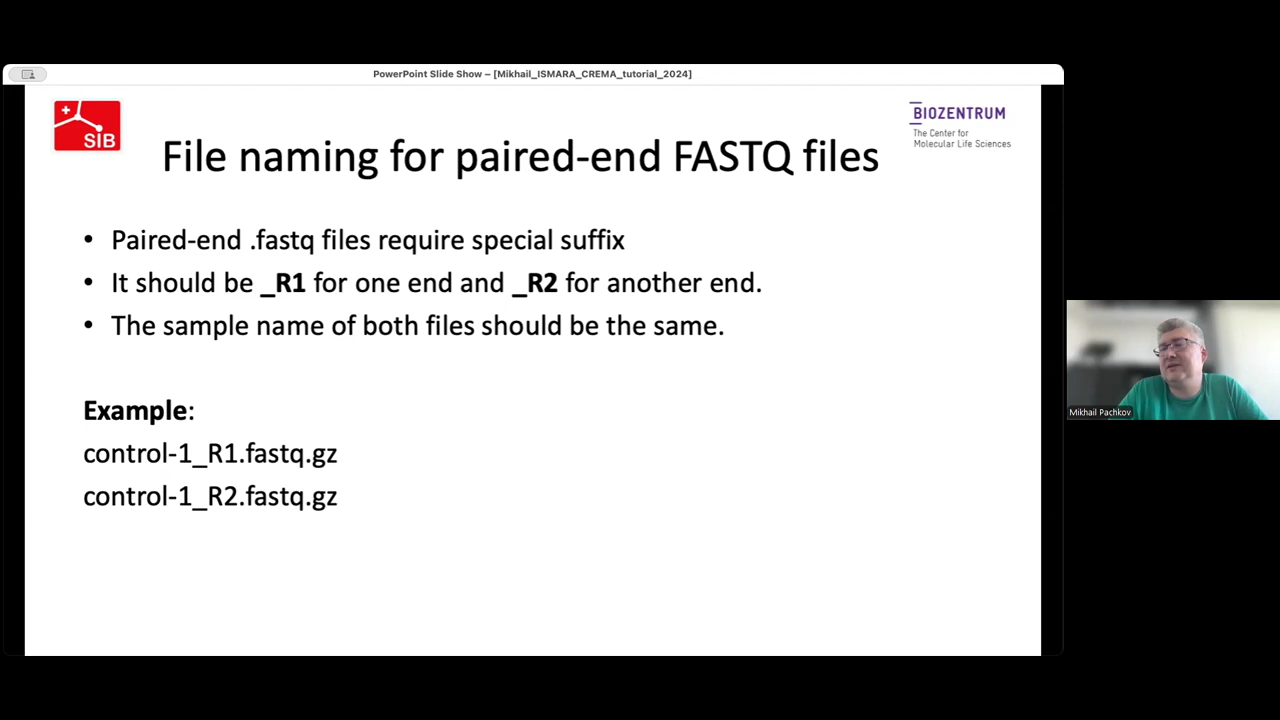 PowerPoint Slide Show – [Mikhail_ISMARA_CREMA_tutorial_2024]
SIB
BIOZENTRUM
The Center for
Molecular Life Sciences
File naming for paired-end FASTQ files
• Paired-end .fastq files require special suffix
• It should be _R1 for one end and _R2 for another end.
• The sample name of both files should be the same.
Example:
control-1_R1.fastq.gz
control-1_R2.fastq.gz
Mikhail Pachkov